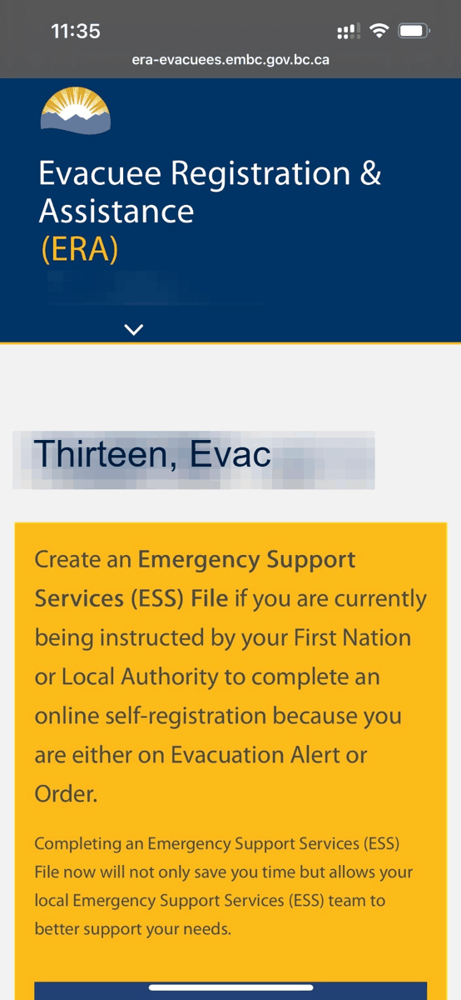 11:35
era-evacuees.embc.gov.bc.ca
Evacuee Registration &
Assistance
(ERA)
Thirteen, Evac
Create an Emergency Support
Services (ESS) File if you are currently
being instructed by your First Nation
or Local Authority to complete an
online self-registration because you
are either on Evacuation Alert or
Order.
Completing an Emergency Support Services (ESS)
File now will not only save you time but allows your
local Emergency Support Services (ESS) team to
better support your needs.